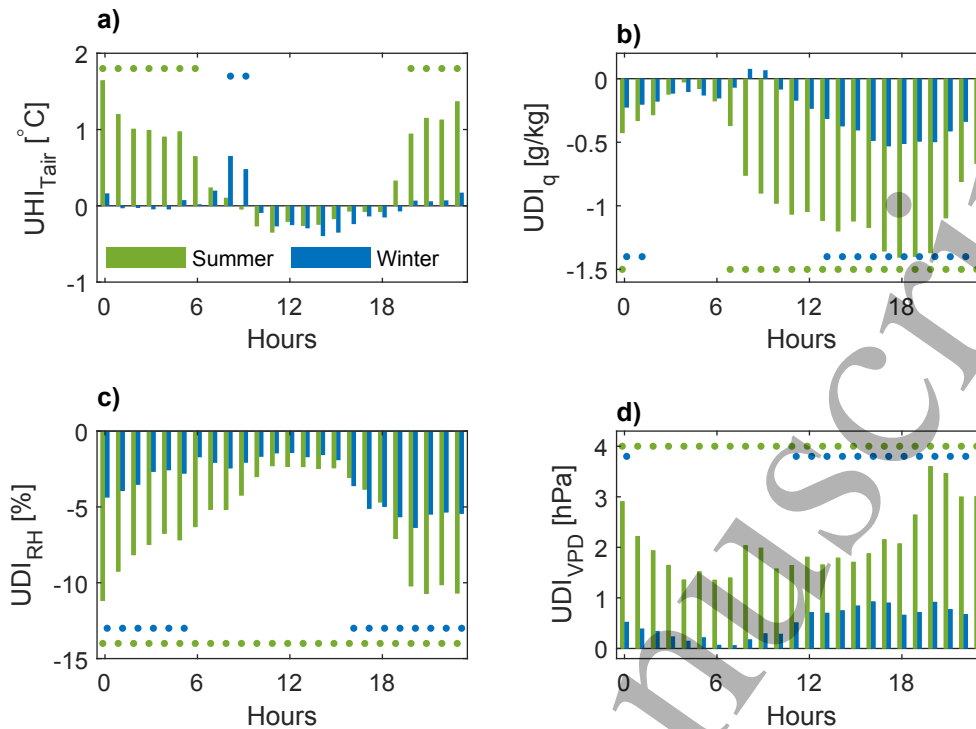 a)
2
1
0
-1
UHI_Tair [°C]
Summer
Winter
0 6 12 18
Hours
b)
0
-0.5
-1
-1.5
UDI_q [g/kg]
0 6 12 18
Hours
c)
0
-5
-10
-15
UDI_RH [%]
0 6 12 18
Hours
d)
4
3
2
1
0
UDI_VPD [hPa]
0 6 12 18
Hours
nuscri